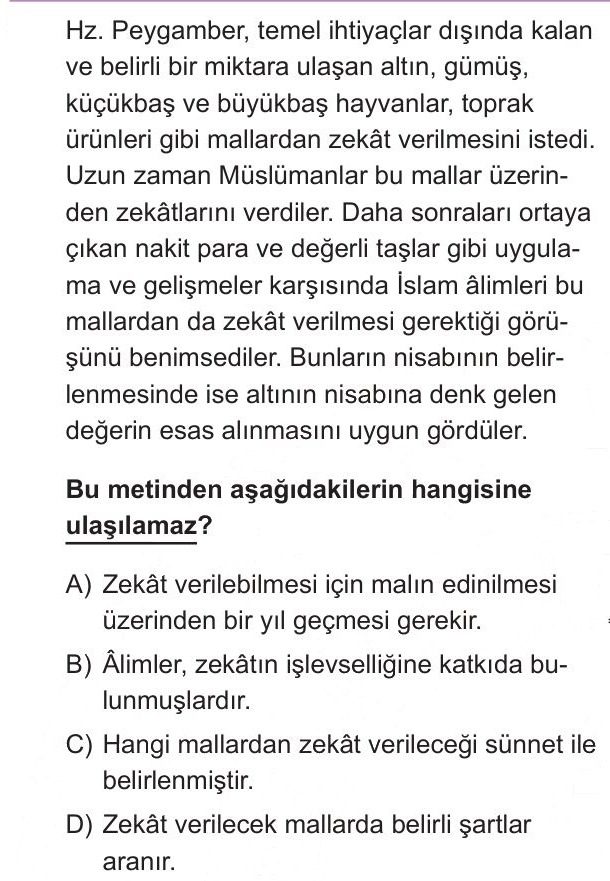 Hz. Peygamber, temel ihtiyaçlar dışında kalan
ve belirli bir miktara ulaşan altın, gümüş,
küçükbaş ve büyükbaş hayvanlar, toprak
ürünleri gibi mallardan zekât verilmesini istedi.
Uzun zaman Müslümanlar bu mallar üzerin-
den zekâtlarını verdiler. Daha sonraları ortaya
çıkan nakit para ve değerli taşlar gibi uygula-
ma ve gelişmeler karşısında İslam âlimleri bu
mallardan da zekât verilmesi gerektiği görü-
şünü benimsediler. Bunların nisabının belir-
lenmesinde ise altının nisabına denk gelen
değerin esas alınmasını uygun gördüler.
Bu metinden aşağıdakilerin hangisine
ulaşılamaz?
A) Zekât verilebilmesi için malın edinilmesi
üzerinden bir yıl geçmesi gerekir.
B) Âlimler, zekâtın işlevselliğine katkıda bu-
lunmuşlardır.
C) Hangi mallardan zekât verileceği sünnet ile
belirlenmiştir.
D) Zekât verilecek mallarda belirli şartlar
aranır.